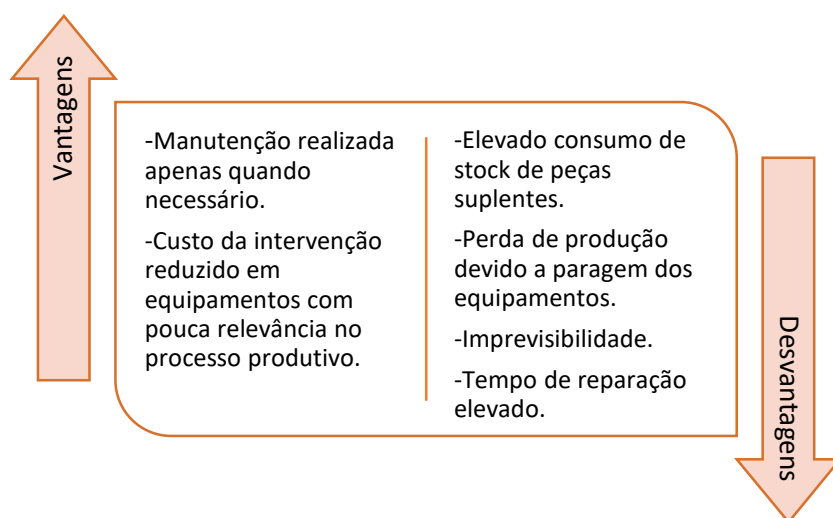 Vantagens
-Manutenção realizada
apenas quando
necessário.
-Custo da intervenção
reduzido em
equipamentos com
pouca relevância no
processo produtivo.
-Elevado consumo de
stock de peças
suplentes.
-Perda de produção
devido a paragem dos
equipamentos.
-Imprevisibilidade.
-Tempo de reparação
elevado.
Desvantagens